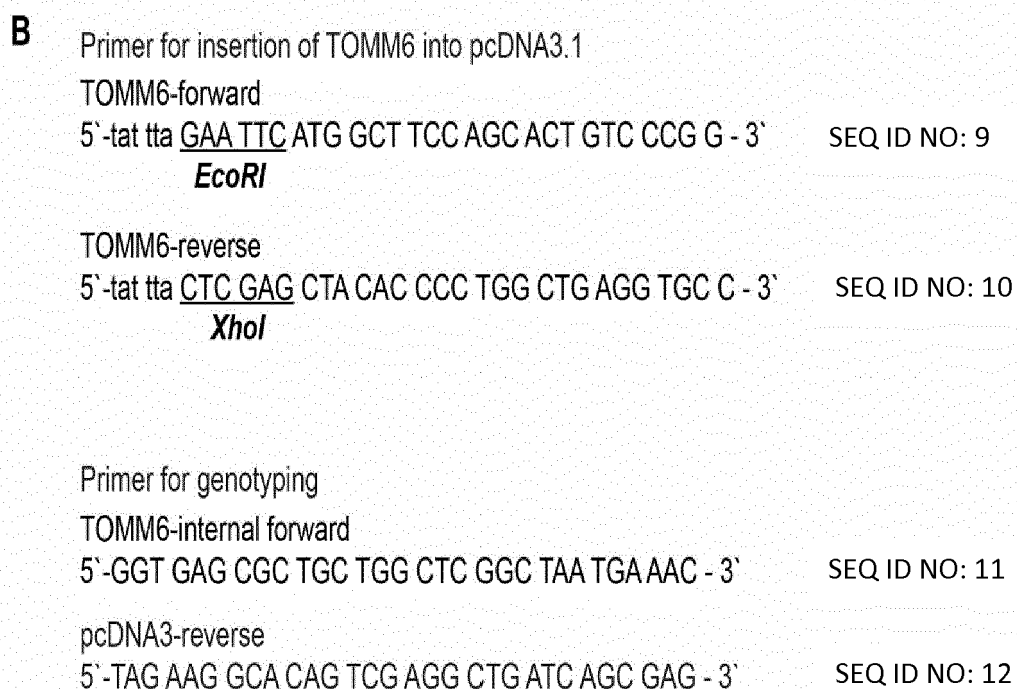 B
Primer for insertion of TOMM6 into pcDNA3.1
TOMM6-forward
5`-tat tta GAA TTC ATG GCT TCC AGC ACT GTC CCG G - 3` SEQ ID NO: 9
EcoRI
TOMM6-reverse
5`-tat tta CTC GAG CTA CAC CCC TGG CTG AGG TGC C - 3` SEQ ID NO: 10
XhoI
Primer for genotyping
TOMM6-internal forward
5`-GGT GAG CGC TGC TGG CTC GGC TAA TGA AAC - 3` SEQ ID NO: 11
pcDNA3-reverse
5`-TAG AAG GCA CAG TCG AGG CTG ATC AGC GAG - 3` SEQ ID NO: 12